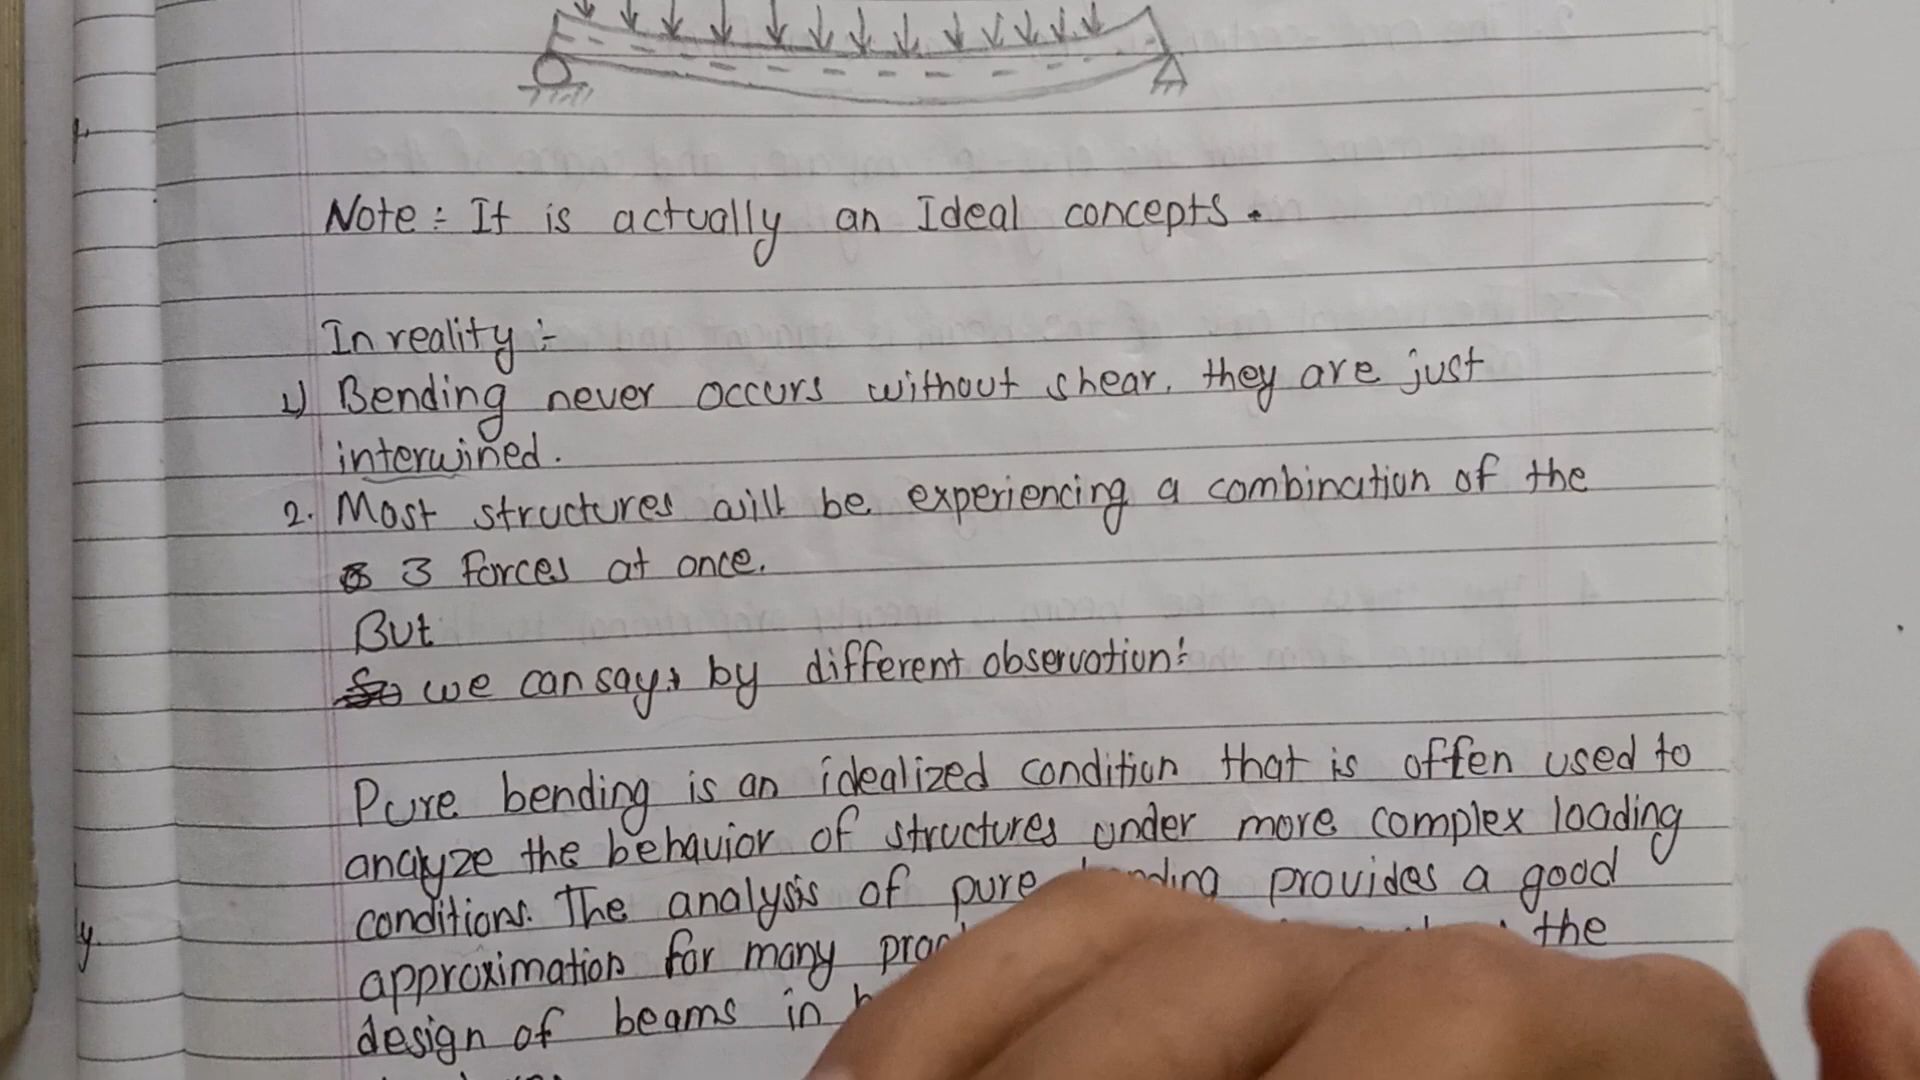 Note: It is actually an Ideal concepts.
In reality:
1) Bending never occurs without shear. they are just
interwined.
2. Most structures will be experiencing a combination of the
3 forces at once.
But
we can say, by different observation:
Pure bending is an idealized condition that is often used to
analyze the behavior of structures under more complex loading
conditions. The analysis of pure provides a good
approximation for many the
design of beams in